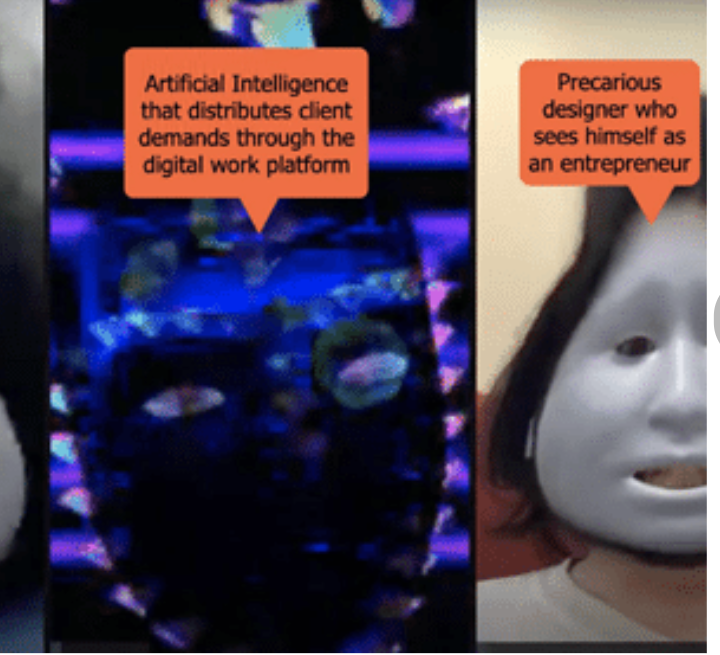 Artificial Intelligence
that distributes client
demands through the
digital work platform
Precarious
designer who
sees himself as
an entrepreneur